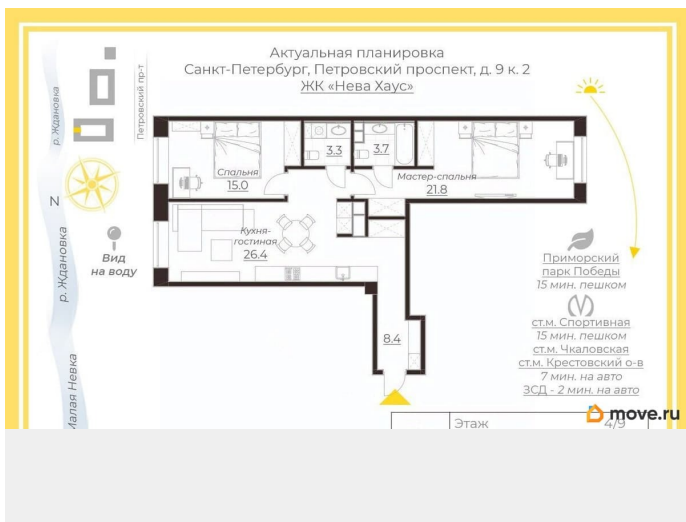 Актуальная планировка
Санкт-Петербург, Петровский проспект, д. 9 к. 2
ЖК «Нева Хаус»
р. Ждановка
Петровский пр-т
N
р. Ждановка
Малая Невка
Вид
на воду
Спальня
15.0
3.3
3.7
Мастер-спальня
21.8
Кухня-
гостиная
26.4
8.4
Приморский
парк Победы
15 мин. пешком
ст.м. Спортивная
15 мин. пешком
ст.м. Чкаловская
ст.м. Крестовский о-в
7 мин. на авто
ЗСД - 2 мин. на авто
Этаж
4/9
move.ru